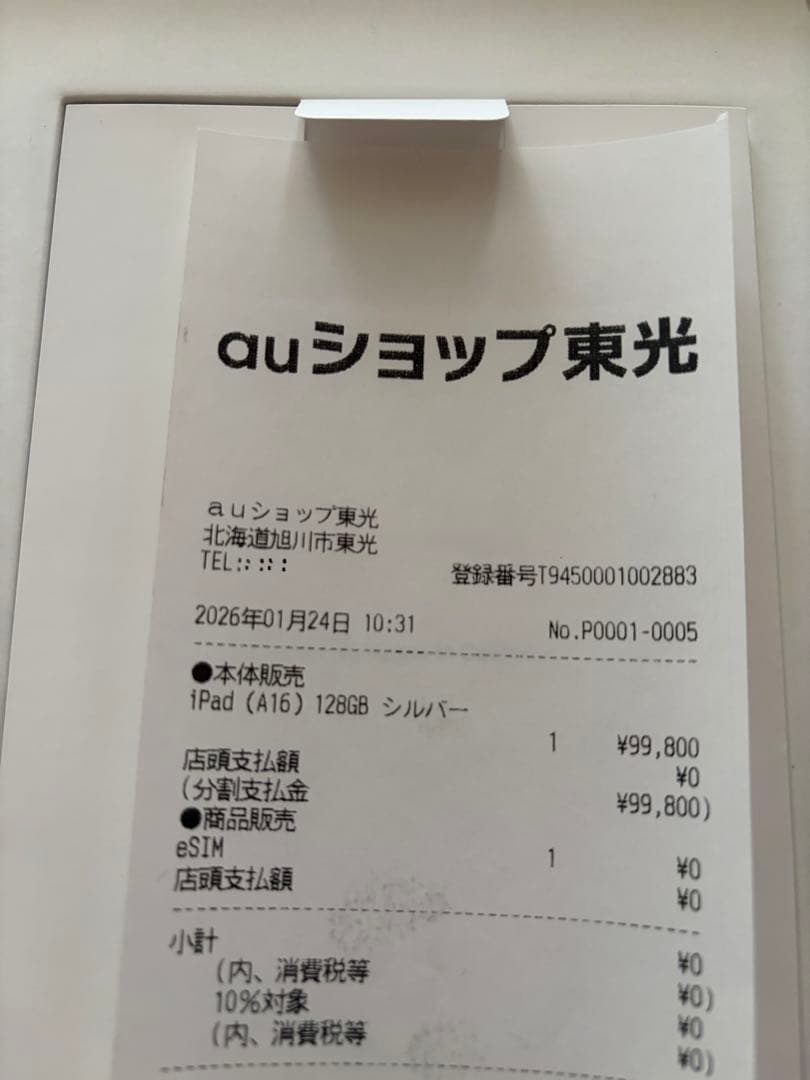 auショップ東光
auショップ東光
北海道旭川市東光
TEL:::::
登録番号T9450001002883
2026年01月24日 10:31
No.P0001-0005
●本体販売
iPad (A16) 128GB シルバー
1 ¥99,800
店頭支払額 ¥0
(分割支払金 ¥99,800)
●商品販売
eSIM
1 ¥0
店頭支払額 ¥0
小計 ¥0
(内、消費税等 ¥0)
10%対象 ¥0
(内、消費税等 ¥0)